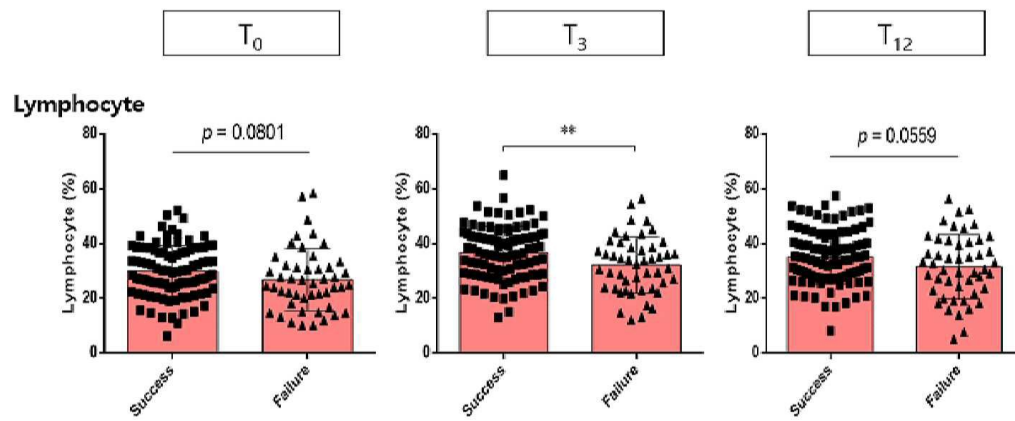 T0 T3 T12
Lymphocyte
p = 0.0801 ** p = 0.0559
80 80 80
60 60 60
40 40 40
20 20 20
0 0 0
Lymphocyte (%) Lymphocyte (%) Lymphocyte (%)
Success Failure Success Failure Success Failure